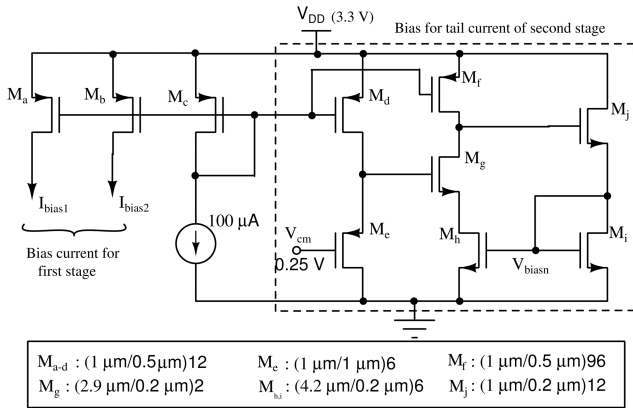 V_DD (3.3 V)
Bias for tail current of second stage
M_a
M_b
M_c
M_d
M_f
M_j
M_g
I_bias1
I_bias2
100 μA
V_cm
0.25 V
M_e
M_h
V_biasn
M_i
Bias current for
first stage
M_a-d : (1 μm/0.5μm)12
M_e : (1 μm/1 μm)6
M_f : (1 μm/0.5 μm)96
M_g : (2.9 μm/0.2 μm)2
M_h,i : (4.2 μm/0.2 μm)6
M_j : (1 μm/0.2 μm)12